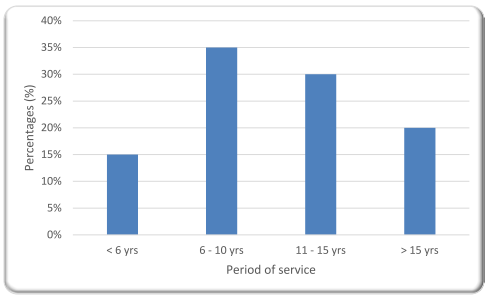 40%
35%
30%
25%
20%
15%
10%
5%
0%
Percentages (%)
< 6 yrs
6 - 10 yrs
11 - 15 yrs
> 15 yrs
Period of service